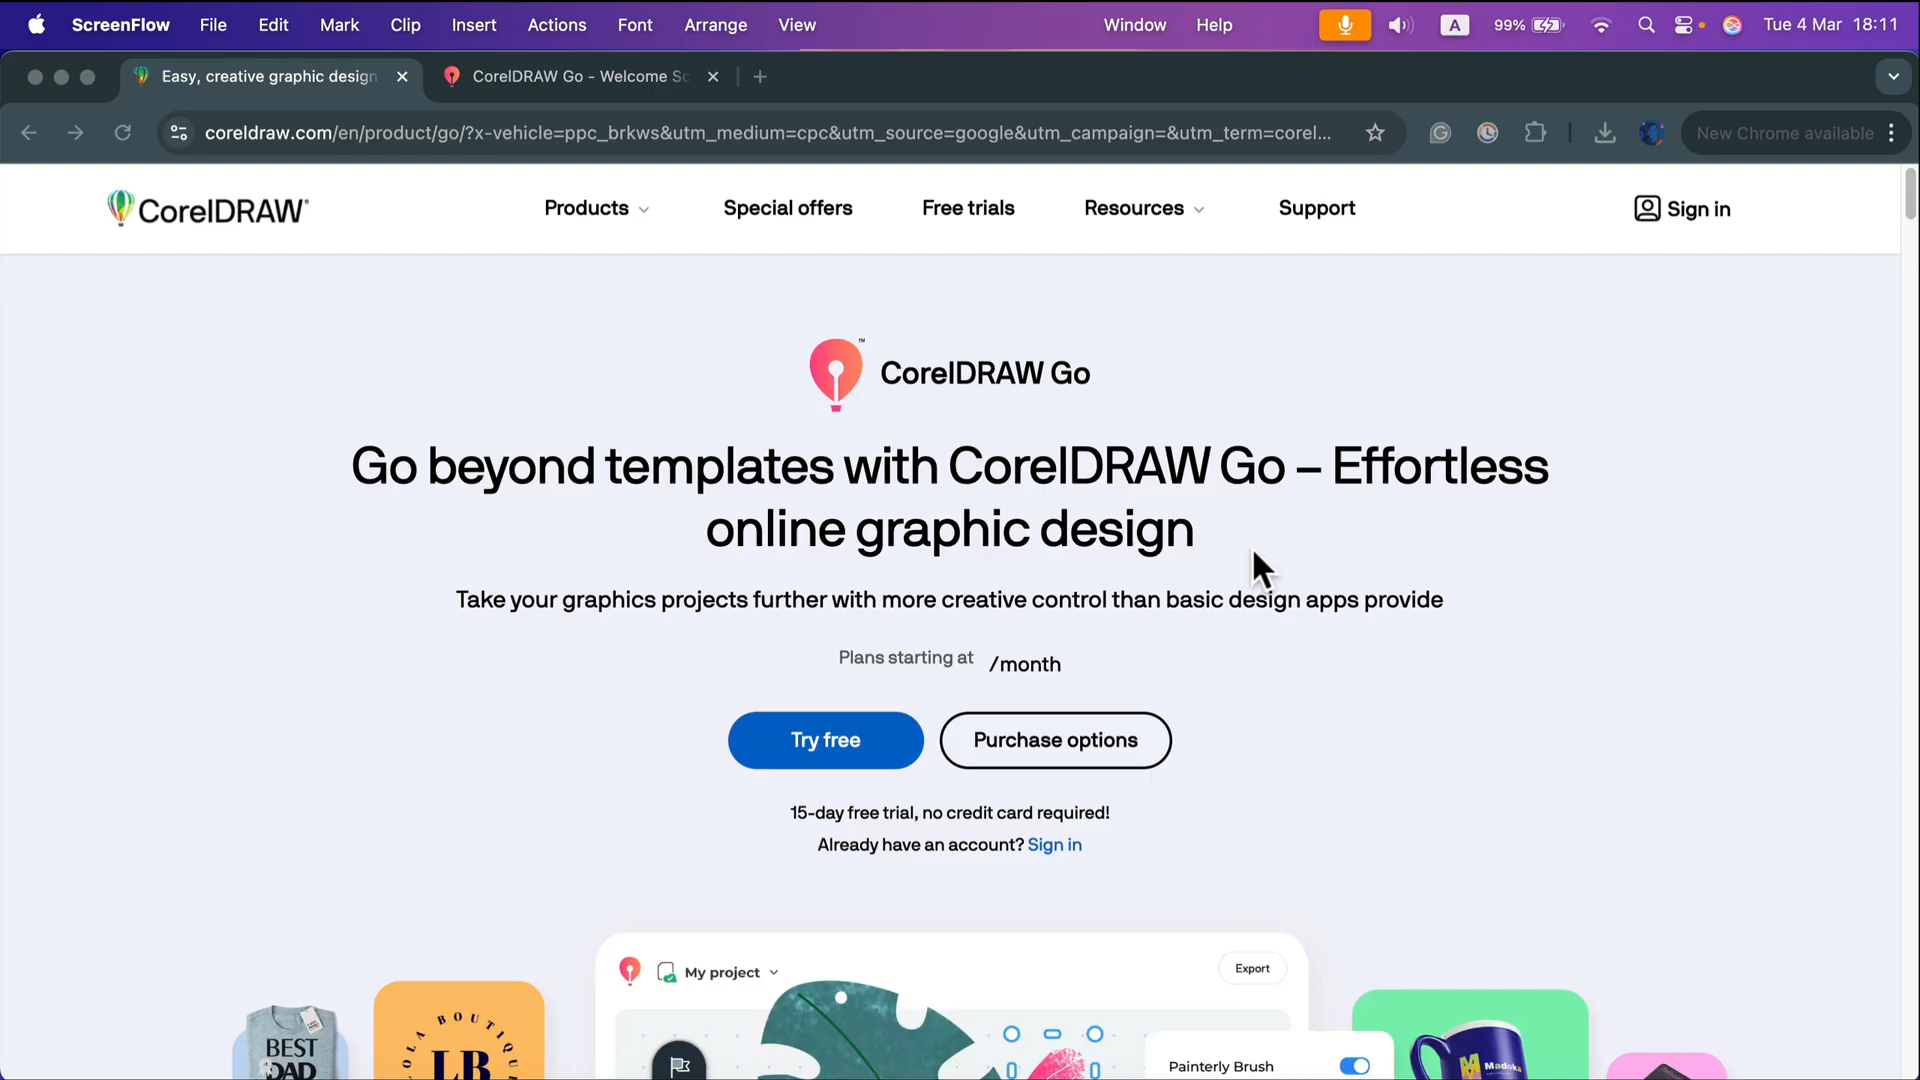 ScreenFlow File Edit Mark Clip Insert Actions Font Arrange View Window Help A 99% Tue 4 Mar 18:11
Easy, creative graphic design CorelDRAW Go - Welcome Sc
coreldraw.com/en/product/go/?x-vehicle=ppc_brkws&utm_medium=cpc&utm_source=google&utm_campaign=&utm_term=corel... New Chrome available
CorelDRAW Products Special offers Free trials Resources Support Sign in
CorelDRAW Go
Go beyond templates with CorelDRAW Go – Effortless
online graphic design
Take your graphics projects further with more creative control than basic design apps provide
Plans starting at /month
Try free Purchase options
15-day free trial, no credit card required!
Already have an account? Sign in
My project Export
BOUTIQU
BEST
DAD
LB
Madoka
Painterly Brush